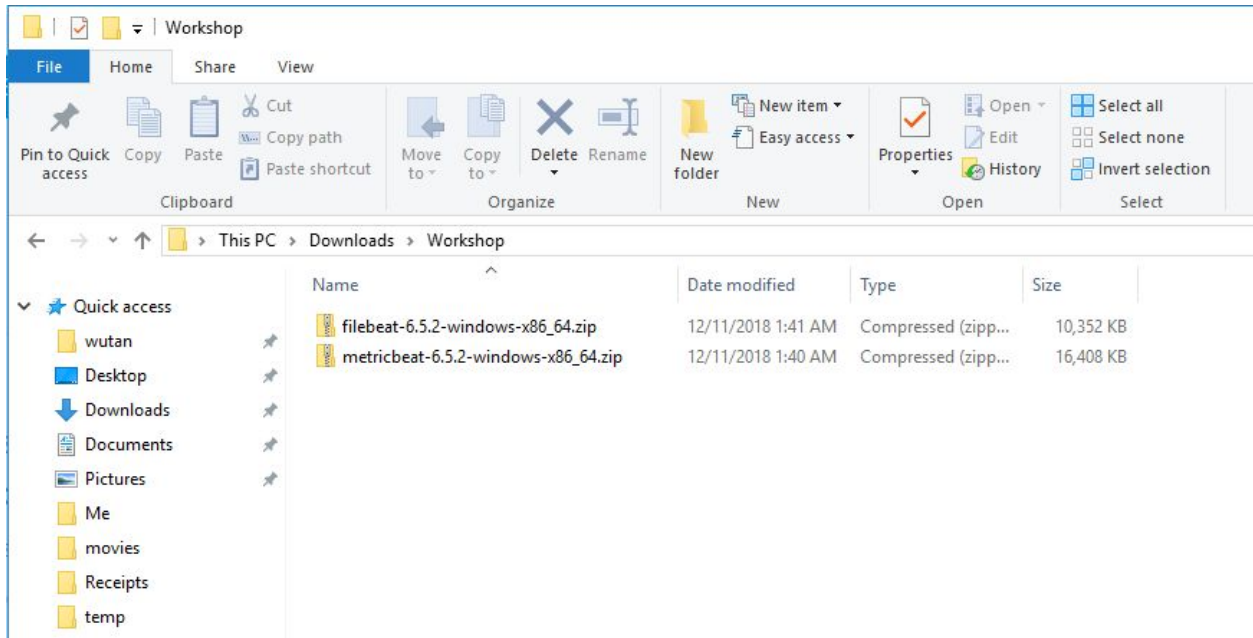 Workshop
File Home Share View
Pin to Quick access
Copy
Paste
Cut
Copy path
Paste shortcut
Clipboard
Move to
Copy to
Delete
Rename
Organize
New folder
New item
Easy access
New
Properties
Open
Edit
History
Open
Select all
Select none
Invert selection
Select
This PC > Downloads > Workshop
Name Date modified Type Size
filebeat-6.5.2-windows-x86_64.zip 12/11/2018 1:41 AM Compressed (zipp... 10,352 KB
metricbeat-6.5.2-windows-x86_64.zip 12/11/2018 1:40 AM Compressed (zipp... 16,408 KB
Quick access
wutan
Desktop
Downloads
Documents
Pictures
Me
movies
Receipts
temp